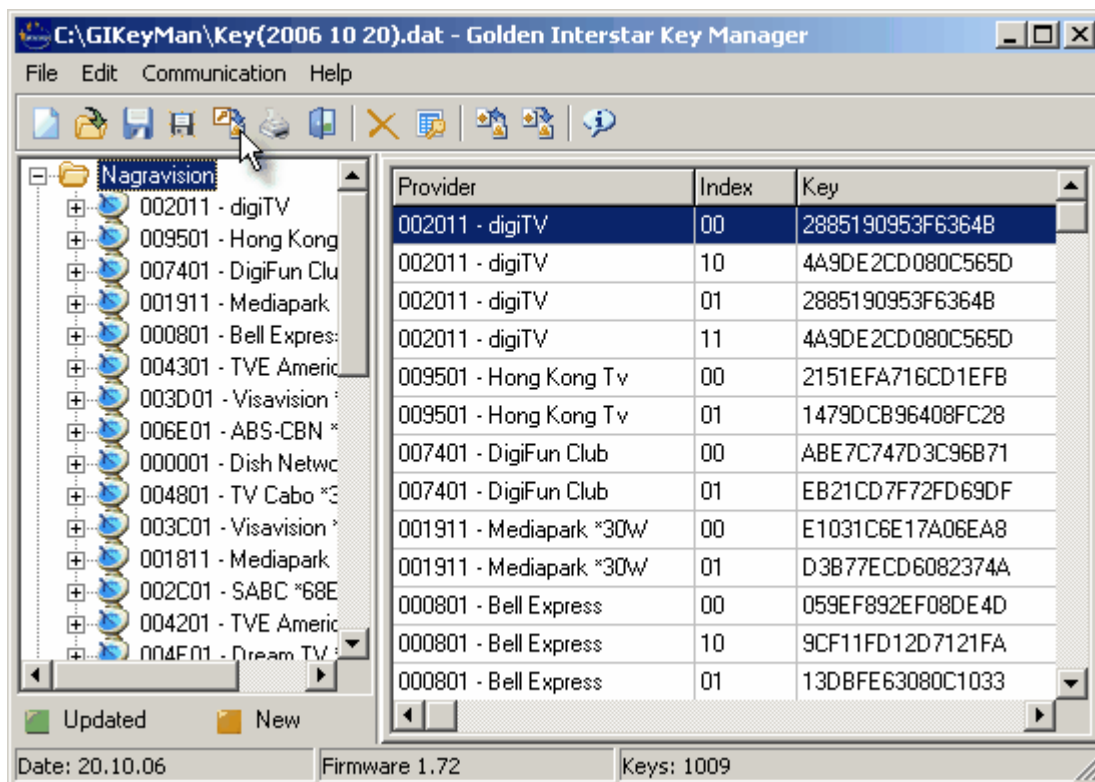 C:\GIKeyMan\Key(2006 10 20).dat - Golden Interstar Key Manager
File Edit Communication Help
Nagravision
002011 - digiTV
009501 - Hong Kong
007401 - DigiFun Clu
001911 - Mediapark
000801 - Bell Expres
004301 - TVE Americ
003D01 - Visavision *
006E01 - ABS-CBN *
000001 - Dish Netwo
004801 - TV Cabo *3
003C01 - Visavision *
001811 - Mediapark
002C01 - SABC *68E
004201 - TVE Americ
004E01 - Dream TV *
Updated New
Provider Index Key
002011 - digiTV 00 2885190953F6364B
002011 - digiTV 10 4A9DE2CD080C565D
002011 - digiTV 01 2885190953F6364B
002011 - digiTV 11 4A9DE2CD080C565D
009501 - Hong Kong Tv 00 2151EFA716CD1EFB
009501 - Hong Kong Tv 01 1479DCB96408FC28
007401 - DigiFun Club 00 ABE7C747D3C96B71
007401 - DigiFun Club 01 EB21CD7F72FD69DF
001911 - Mediapark *30W 00 E1031C6E17A06EA8
001911 - Mediapark *30W 01 D3B77ECD6082374A
000801 - Bell Express 00 059EF892EF08DE4D
000801 - Bell Express 10 9CF11FD12D7121FA
000801 - Bell Express 01 13DBFE63080C1033
Date: 20.10.06 Firmware 1.72 Keys: 1009